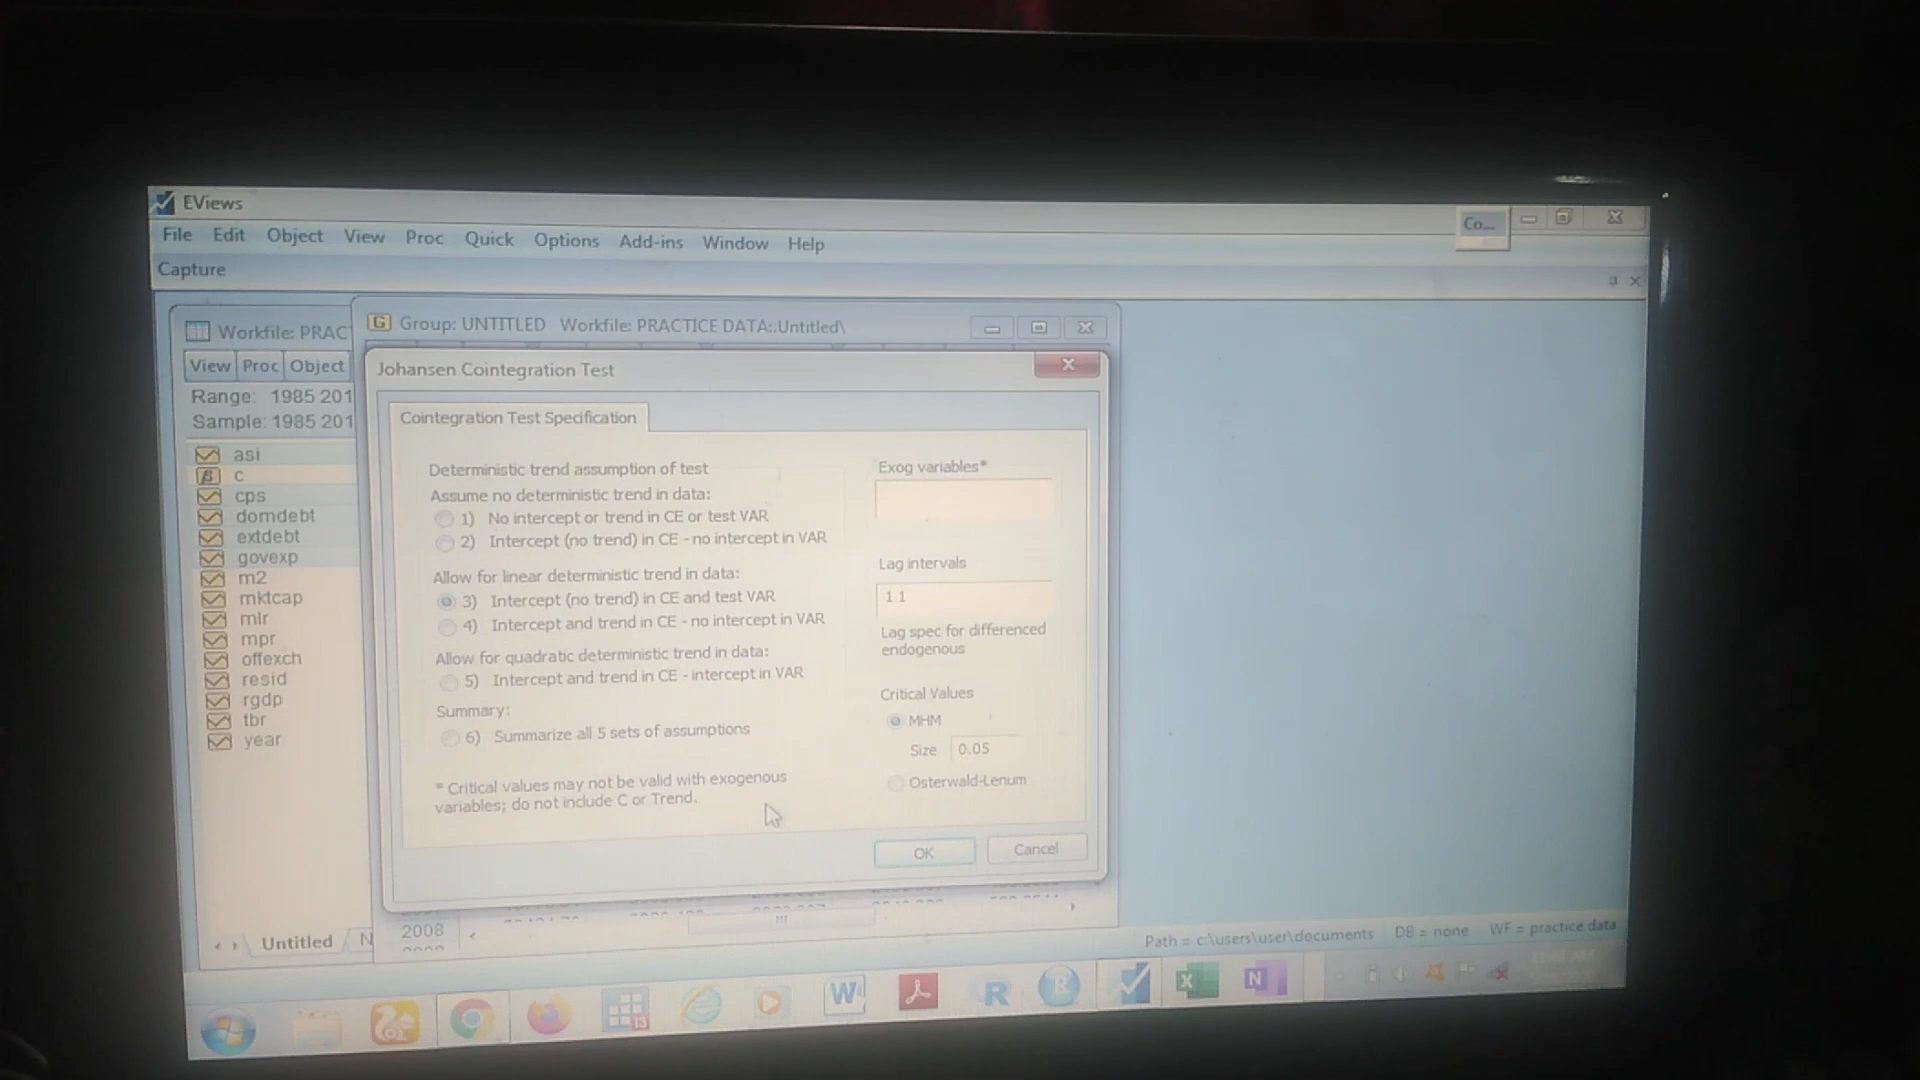 EViews
File Edit Object View Proc Quick Options Add-ins Window Help
Co...
Capture
Workfile: PRAC
View Proc Object
Range: 1985 201
Sample: 1985 201
asi
c
cps
domdebt
extdebt
govexp
m2
mktcap
mlr
mpr
offexch
resid
rgdp
tbr
year
Untitled N
Group: UNTITLED Workfile: PRACTICE DATA::Untitled\
Johansen Cointegration Test
Cointegration Test Specification
Deterministic trend assumption of test
Assume no deterministic trend in data:
1) No intercept or trend in CE or test VAR
2) Intercept (no trend) in CE - no intercept in VAR
Allow for linear deterministic trend in data:
3) Intercept (no trend) in CE and test VAR
4) Intercept and trend in CE - no intercept in VAR
Allow for quadratic deterministic trend in data:
5) Intercept and trend in CE - intercept in VAR
Summary:
6) Summarize all 5 sets of assumptions
* Critical values may not be valid with exogenous
variables; do not include C or Trend.
Exog variables*
Lag intervals
1 1
Lag spec for differenced
endogenous
Critical Values
MHM
Size 0.05
Osterwald-Lenum
OK Cancel
2008
Path = c:\users\user\documents DB = none WF = practice data